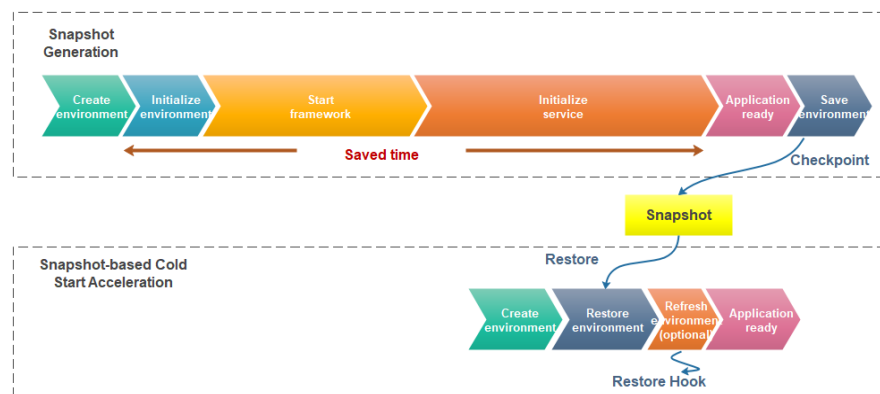 Snapshot
Generation
Create
environment
Initialize
environment
Start
framework
Initialize
service
Application
ready
Save
environment
Saved time
Checkpoint
Snapshot
Snapshot-based Cold
Start Acceleration
Restore
Create
environment
Restore
environment
Refresh
environment
(optional)
Application
ready
Restore Hook